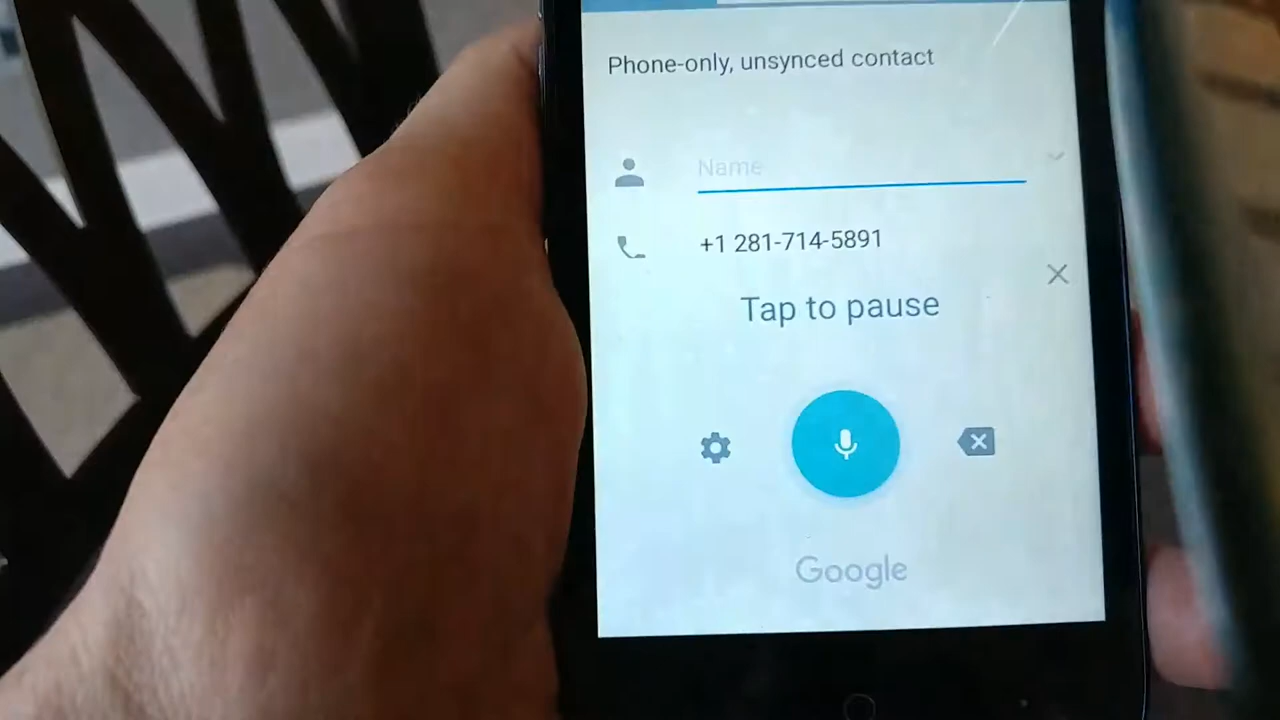 Phone-only, unsynced contact
Name
+1 281-714-5891
Tap to pause
Google